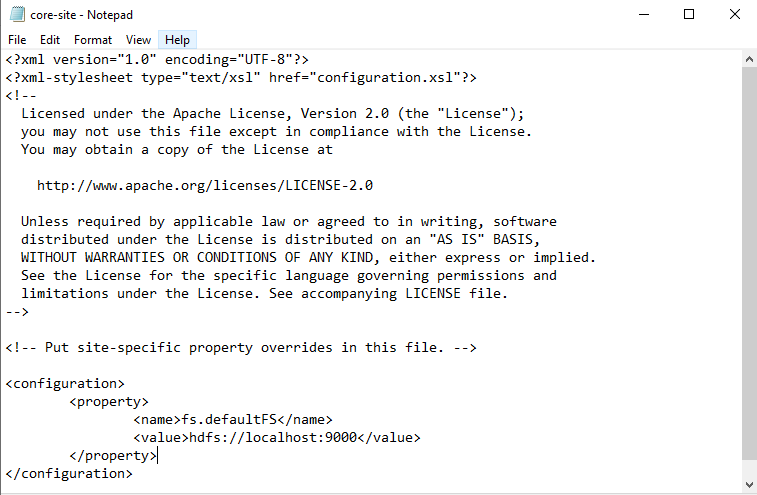 core-site - Notepad
File Edit Format View Help
<?xml version="1.0" encoding="UTF-8"?>
<?xml-stylesheet type="text/xsl" href="configuration.xsl"?>
<!--
  Licensed under the Apache License, Version 2.0 (the "License");
  you may not use this file except in compliance with the License.
  You may obtain a copy of the License at

    http://www.apache.org/licenses/LICENSE-2.0

  Unless required by applicable law or agreed to in writing, software
  distributed under the License is distributed on an "AS IS" BASIS,
  WITHOUT WARRANTIES OR CONDITIONS OF ANY KIND, either express or implied.
  See the License for the specific language governing permissions and
  limitations under the License. See accompanying LICENSE file.
-->

<!-- Put site-specific property overrides in this file. -->

<configuration>
        <property>
                <name>fs.defaultFS</name>
                <value>hdfs://localhost:9000</value>
        </property>
</configuration>